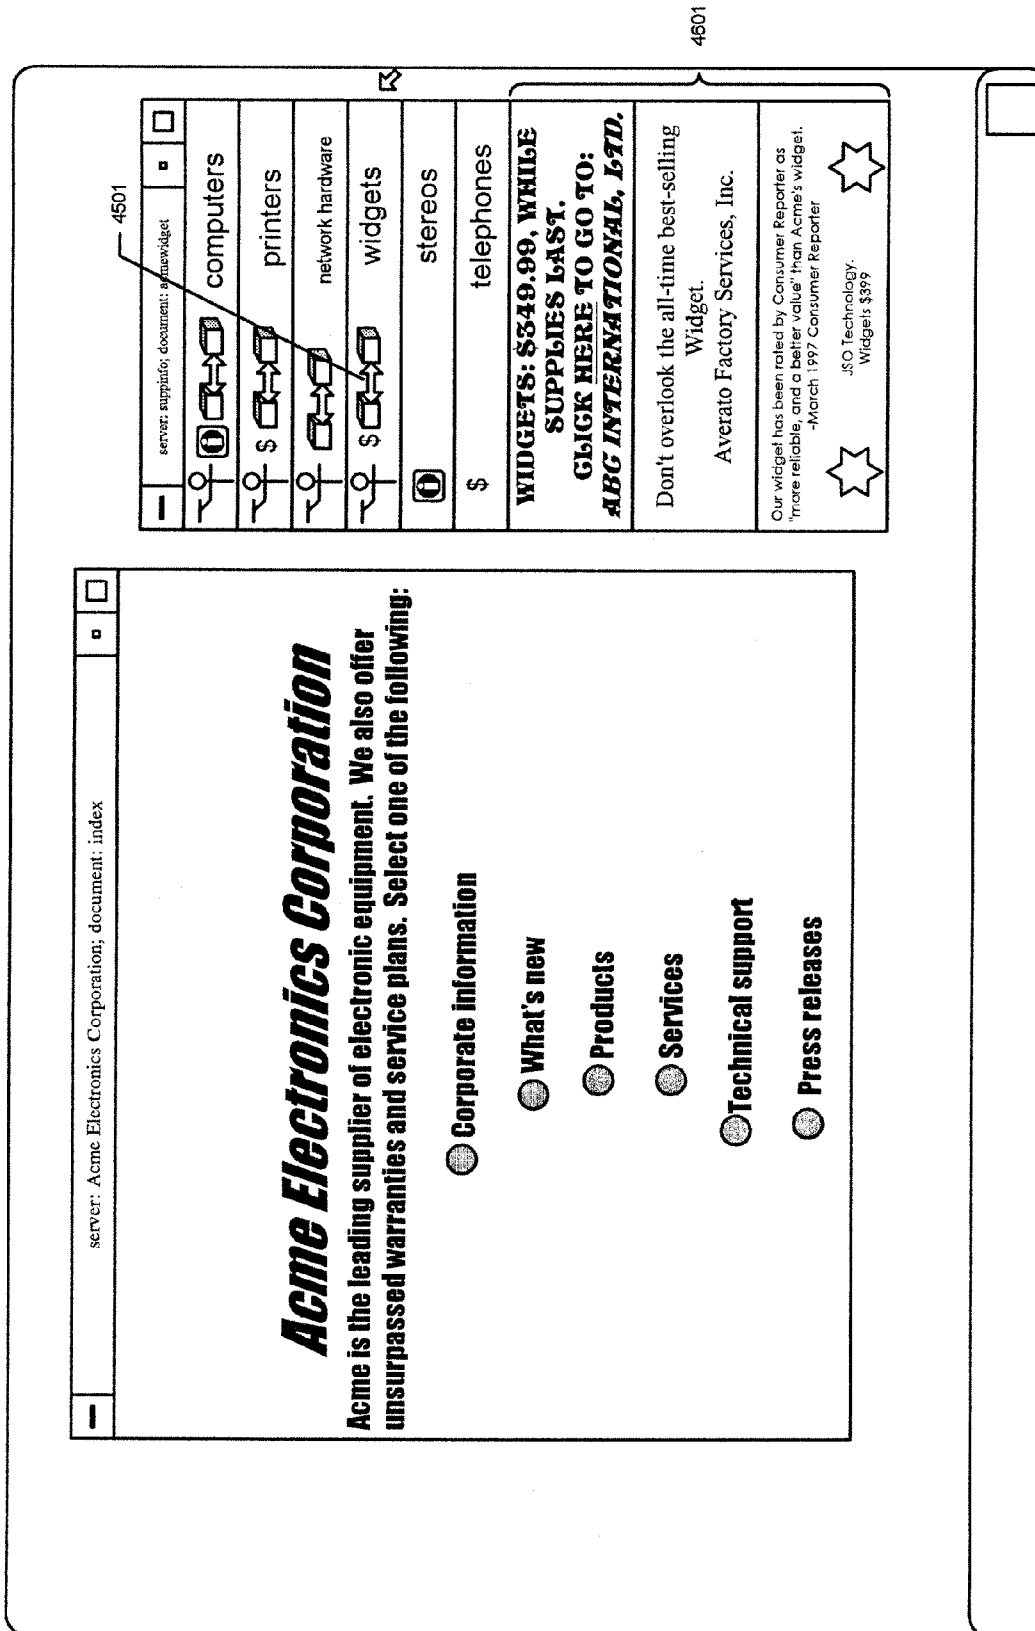 server: Acme Electronics Corporation; document: index
Acme Electronics Corporation
Acme is the leading supplier of electronic equipment. We also offer
unsurpassed warranties and service plans. Select one of the following:
Corporate information
What's new
Products
Services
Technical support
Press releases
4501
server: suppinfo; document: acmewidget
i computers
$ printers
network hardware
$ widgets
i stereos
$ telephones
WIDGETS: $349.99, WHILE
SUPPLIES LAST.
CLICK HERE TO GO TO:
ABG INTERNATIONAL, LTD.
Don't overlook the all-time best-selling
Widget.
Averato Factory Services, Inc.
Our widget has been rated by Consumer Reporter as
"more reliable, and a better value" than Acme's widget.
-March 1997 Consumer Reporter
JSO Technology.
Widgets $399
4601